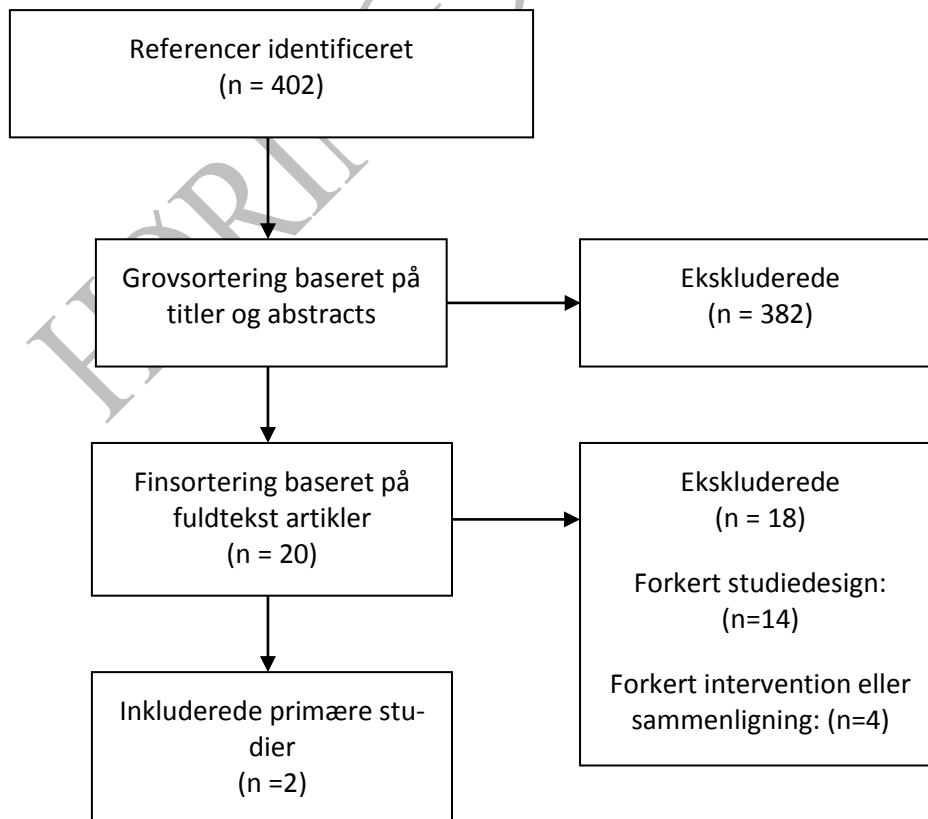 Referencer identificeret
(n = 402)
Grovsortering baseret på
titler og abstracts
Ekskluderede
(n = 382)
Finsortering baseret på
fuldtekst artikler
(n = 20)
Ekskluderede
(n = 18)
Forkert studiedesign:
(n=14)
Forkert intervention eller
sammenligning: (n=4)
Inkluderede primære stu-
dier
(n =2)